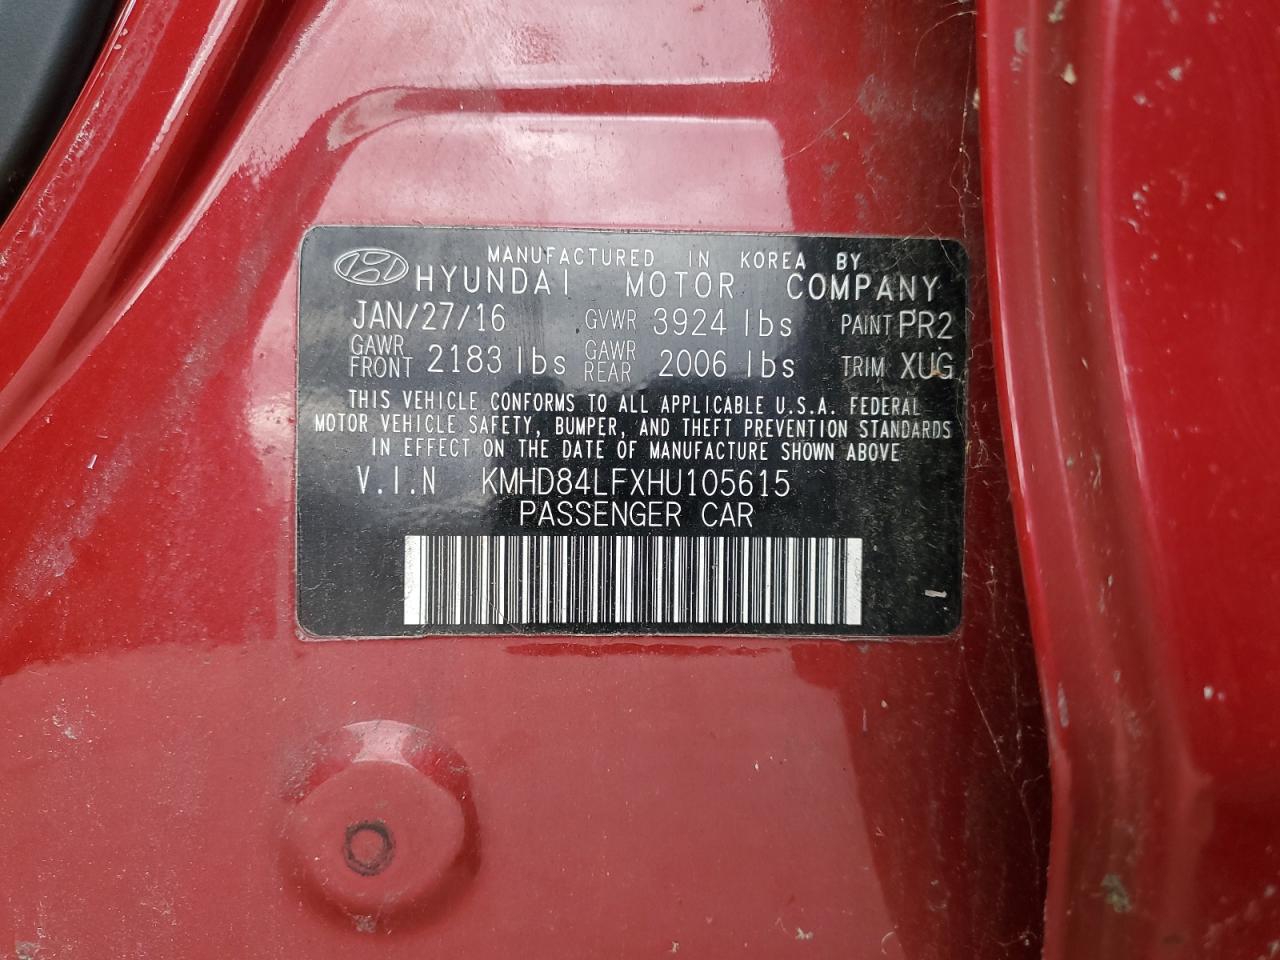 MANUFACTURED IN KOREA BY
HYUNDAI MOTOR COMPANY
JAN/27/16 GVWR 3924 lbs PAINT PR2
GAWR FRONT 2183 lbs GAWR REAR 2006 lbs TRIM XUG
THIS VEHICLE CONFORMS TO ALL APPLICABLE U.S.A. FEDERAL
MOTOR VEHICLE SAFETY, BUMPER, AND THEFT PREVENTION STANDARDS
IN EFFECT ON THE DATE OF MANUFACTURE SHOWN ABOVE
V.I.N KMHD84LFXHU105615
PASSENGER CAR